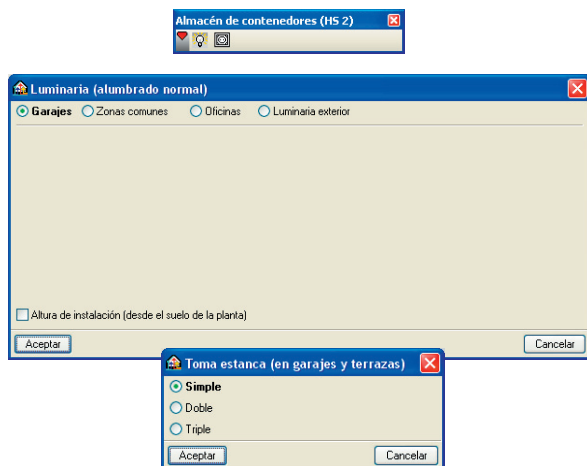 Almacén de contenedores (HS 2)
Luminaria (alumbrado normal)
Garajes Zonas comunes Oficinas Luminaria exterior
Altura de instalación (desde el suelo de la planta)
Aceptar Cancelar
Toma estanca (en garajes y terrazas)
Simple
Doble
Triple
Aceptar Cancelar